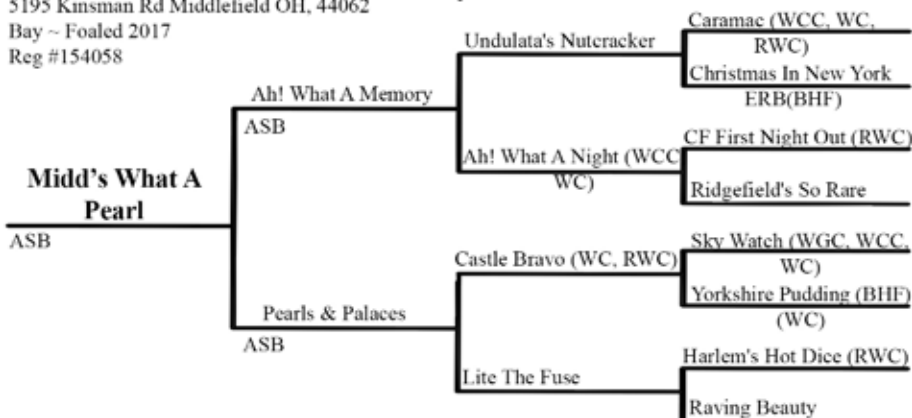 5195 Kinsman Rd Middlefield OH, 44062
Bay ~ Foaled 2017
Reg #154058
Caramac (WCC, WC,
RWC)
Undulata's Nutcracker
Christmas In New York
ERB(BHF)
Ah! What A Memory
ASB
CF First Night Out (RWC)
Ah! What A Night (WCC
WC)
Ridgefield's So Rare
Midd's What A
Pearl
ASB
Sky Watch (WGC, WCC,
WC)
Castle Bravo (WC, RWC)
Yorkshire Pudding (BHF)
(WC)
Pearls & Palaces
ASB
Harlem's Hot Dice (RWC)
Lite The Fuse
Raving Beauty